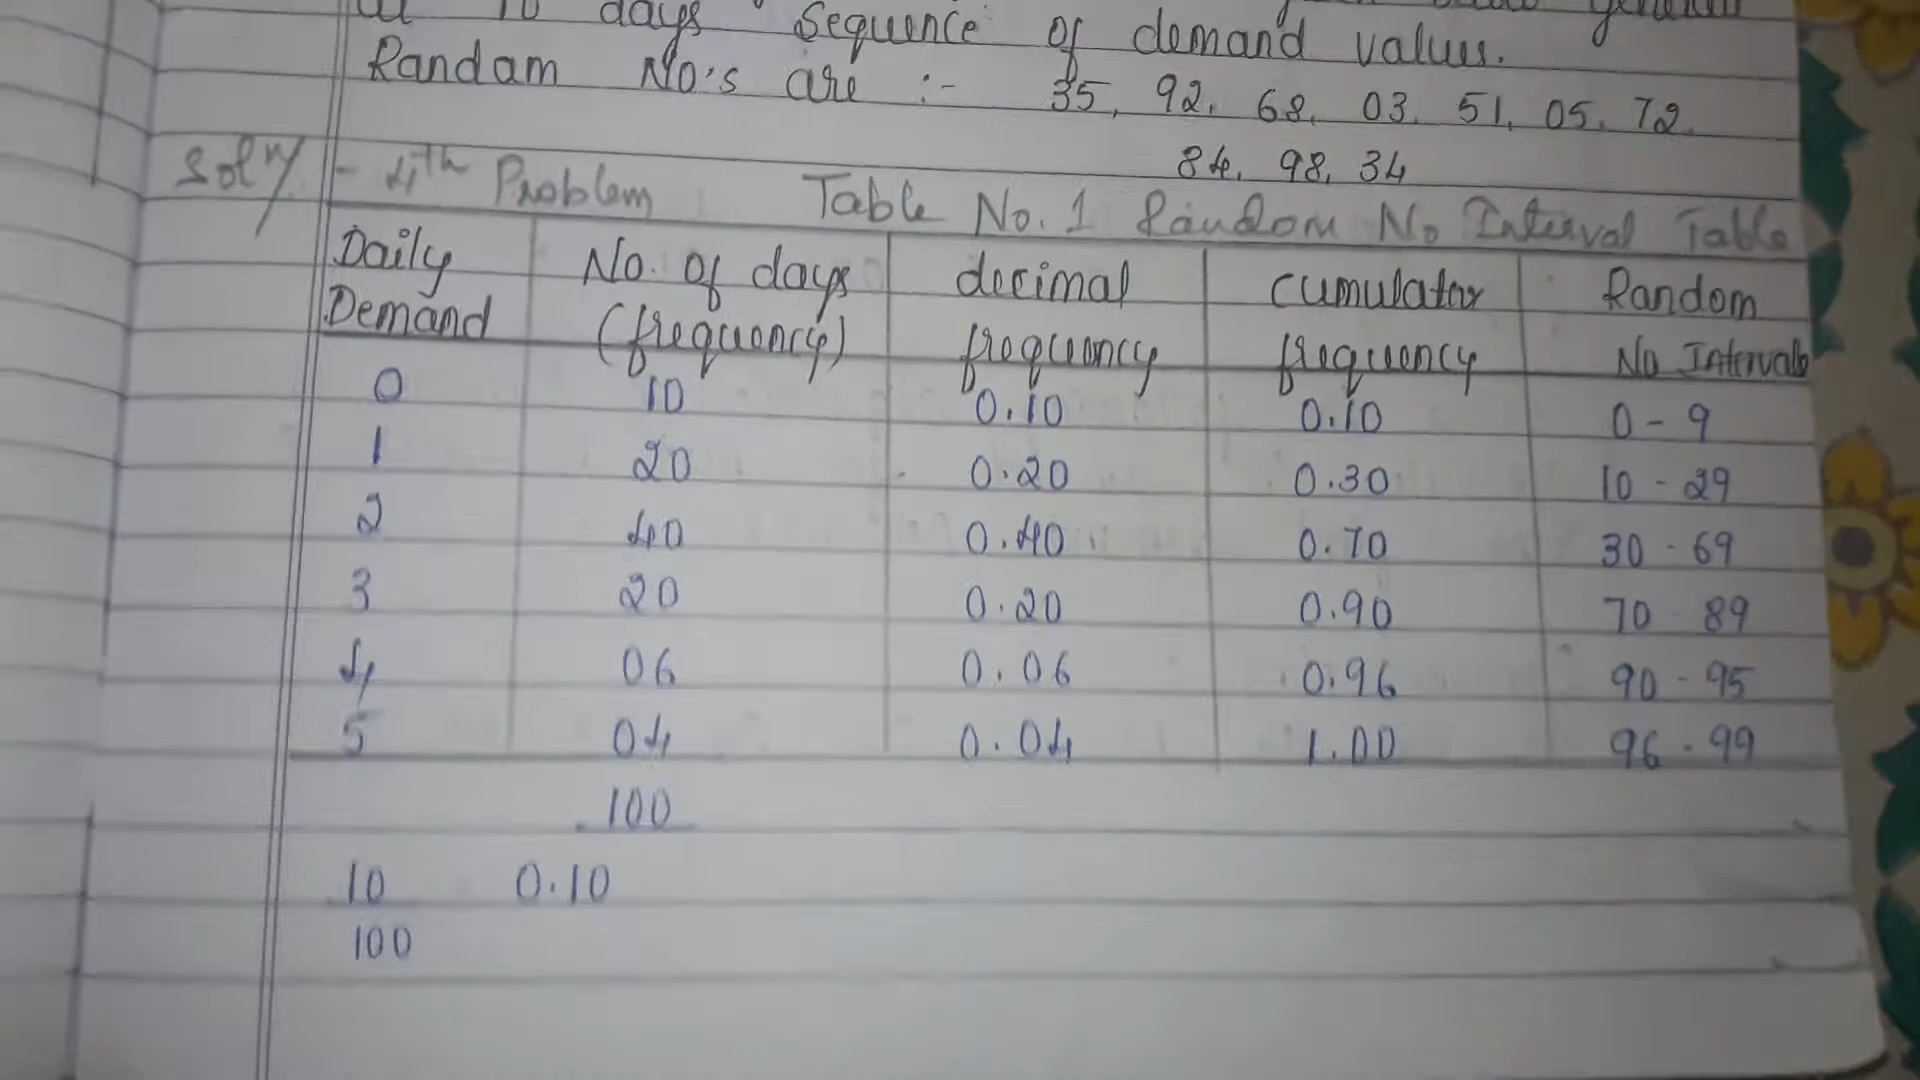 10 days sequence of demand values.
Randam No's are :- 35, 92, 68, 03, 51, 05, 72,
84, 98, 34
Solⁿ/ - 4th Problem Table No. 1 Random No Interval Table
Daily Demand | No. of days (frequency) | decimal frequency | cumulator frequency | Random No Intervals
0 | 10 | 0.10 | 0.10 | 0 - 9
1 | 20 | 0.20 | 0.30 | 10 - 29
2 | 40 | 0.40 | 0.70 | 30 - 69
3 | 20 | 0.20 | 0.90 | 70 89
4 | 06 | 0.06 | 0.96 | 90 - 95
5 | 04 | 0.04 | 1.00 | 96 - 99
100
10 0.10
100